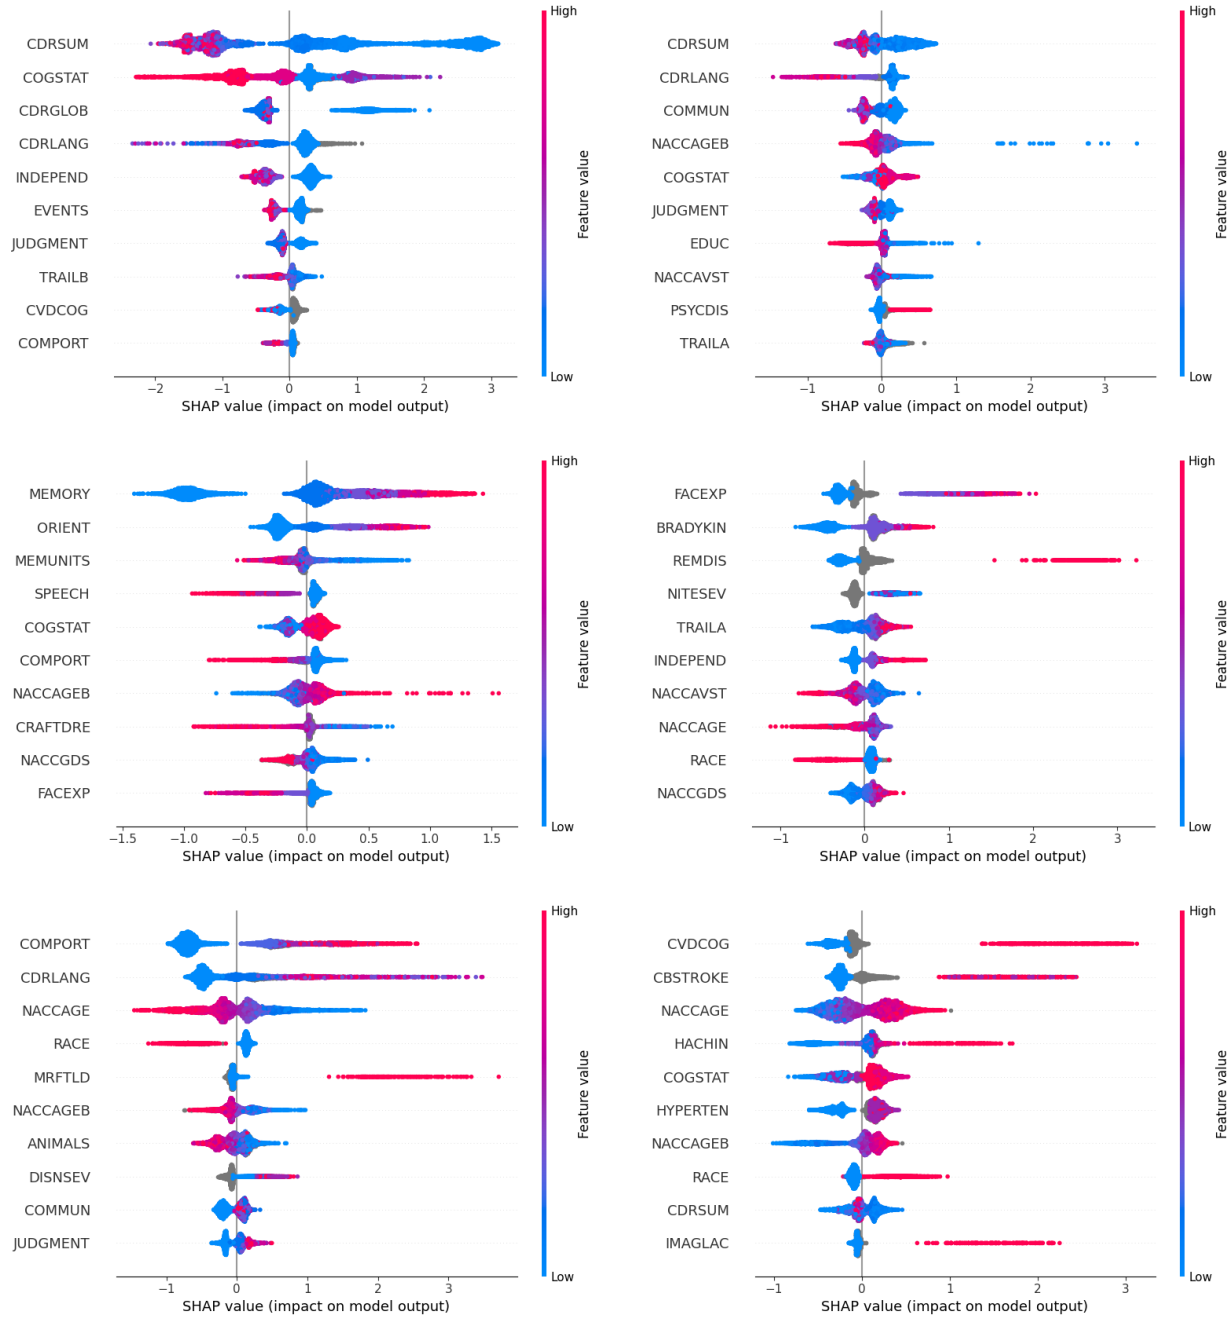 High
CDRSUM
COGSTAT
CDRGLOB
CDRLANG
INDEPEND
EVENTS
JUDGMENT
TRAILB
CVDCOG
COMPORT
Feature value
Low
−2 −1 0 1 2 3
SHAP value (impact on model output)
High
CDRSUM
CDRLANG
COMMUN
NACCAGEB
COGSTAT
JUDGMENT
EDUC
NACCAVST
PSYCDIS
TRAILA
Feature value
Low
−1 0 1 2 3
SHAP value (impact on model output)
High
MEMORY
ORIENT
MEMUNITS
SPEECH
COGSTAT
COMPORT
NACCAGEB
CRAFTDRE
NACCGDS
FACEXP
Feature value
Low
−1.5 −1.0 −0.5 0.0 0.5 1.0 1.5
SHAP value (impact on model output)
High
FACEXP
BRADYKIN
REMDIS
NITESEV
TRAILA
INDEPEND
NACCAVST
NACCAGE
RACE
NACCGDS
Feature value
Low
−1 0 1 2 3
SHAP value (impact on model output)
High
COMPORT
CDRLANG
NACCAGE
RACE
MRFTLD
NACCAGEB
ANIMALS
DISNSEV
COMMUN
JUDGMENT
Feature value
Low
−1 0 1 2 3
SHAP value (impact on model output)
High
CVDCOG
CBSTROKE
NACCAGE
HACHIN
COGSTAT
HYPERTEN
NACCAGEB
RACE
CDRSUM
IMAGLAC
Feature value
Low
−1 0 1 2 3
SHAP value (impact on model output)